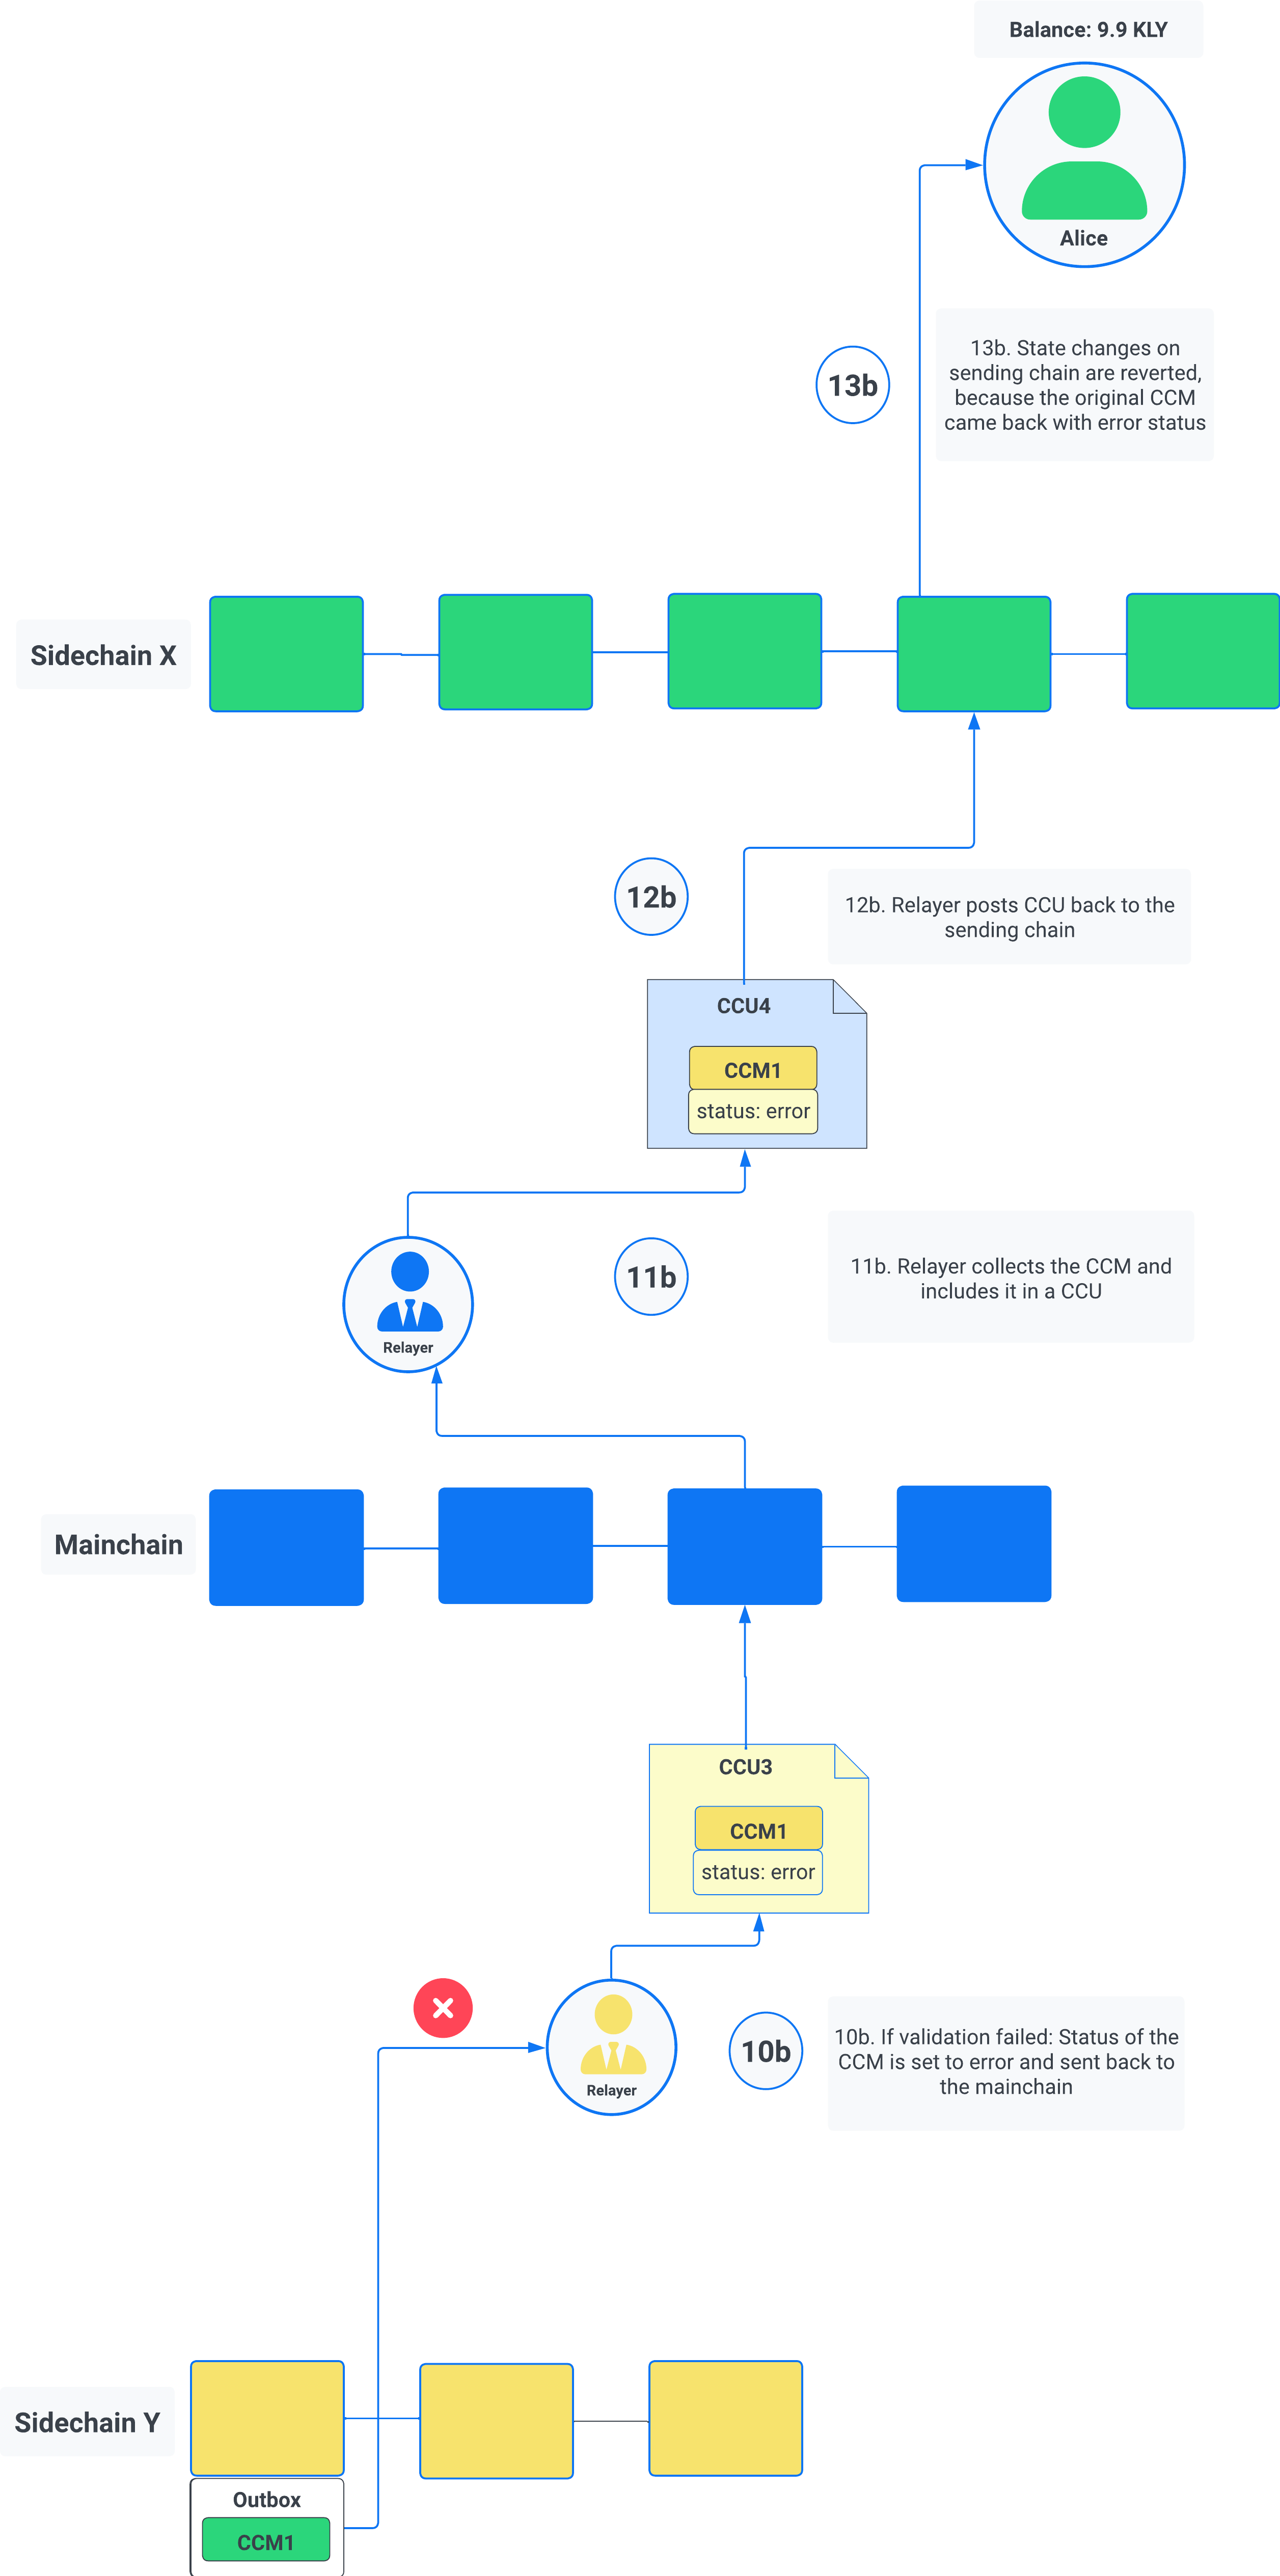 Balance: 9.9 KLY
Alice
13b
13b. State changes on
sending chain are reverted,
because the original CCM
came back with error status
Sidechain X
12b
12b. Relayer posts CCU back to the
sending chain
CCU4
CCM1
status: error
11b
11b. Relayer collects the CCM and
includes it in a CCU
Relayer
Mainchain
CCU3
CCM1
status: error
Relayer
10b
10b. If validation failed: Status of the
CCM is set to error and sent back to
the mainchain
Sidechain Y
Outbox
CCM1